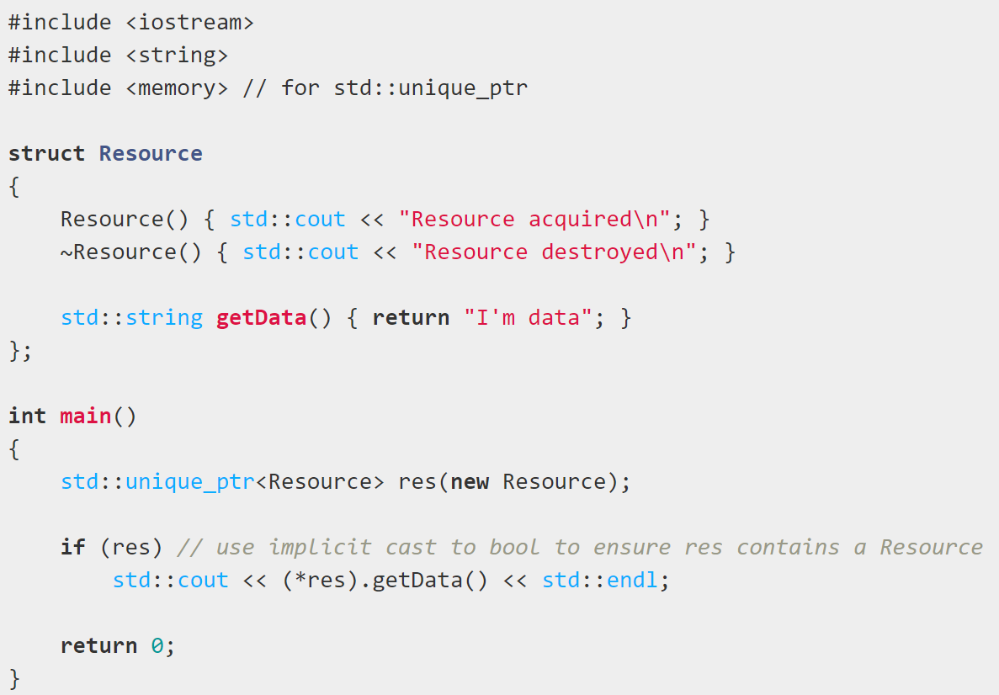 #include <iostream>
#include <string>
#include <memory> // for std::unique_ptr

struct Resource
{
    Resource() { std::cout << "Resource acquired\n"; }
    ~Resource() { std::cout << "Resource destroyed\n"; }

    std::string getData() { return "I'm data"; }
};

int main()
{
    std::unique_ptr<Resource> res(new Resource);

    if (res) // use implicit cast to bool to ensure res contains a Resource
        std::cout << (*res).getData() << std::endl;

    return 0;
}